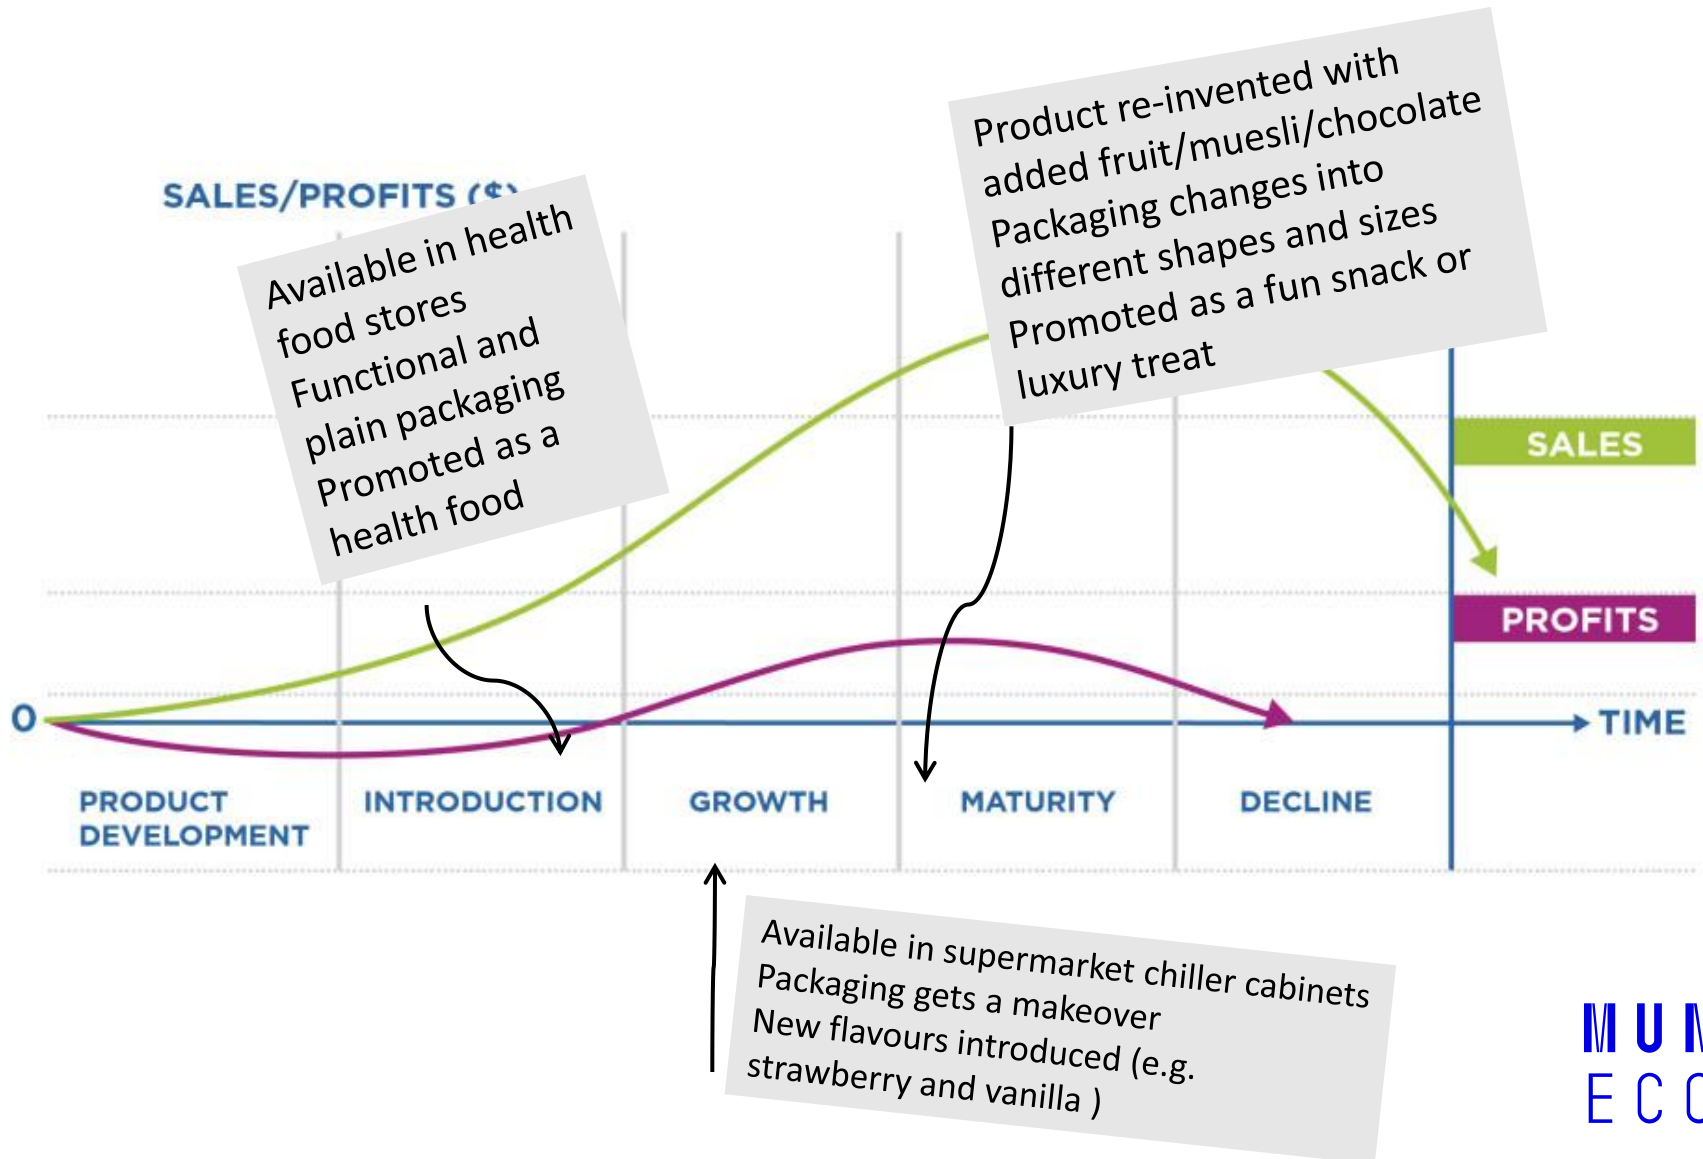 SALES/PROFITS ($)
Available in health
food stores
Functional and
plain packaging
Promoted as a
health food
Product re-invented with
added fruit/muesli/chocolate
Packaging changes into
different shapes and sizes
Promoted as a fun snack or
luxury treat
SALES
PROFITS
0
TIME
PRODUCT
DEVELOPMENT
INTRODUCTION
GROWTH
MATURITY
DECLINE
Available in supermarket chiller cabinets
Packaging gets a makeover
New flavours introduced (e.g.
strawberry and vanilla )